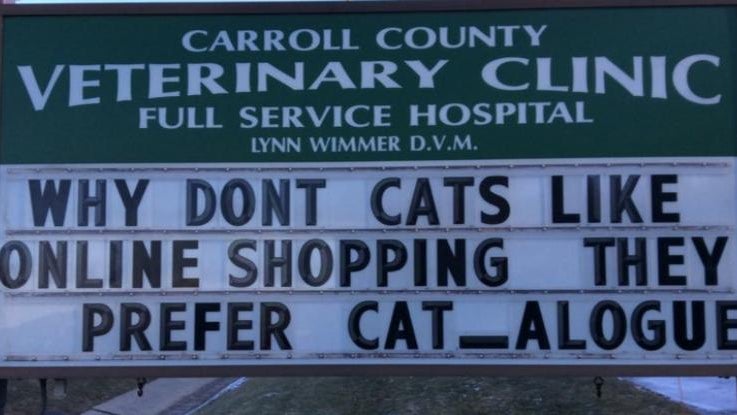 CARROLL COUNTY
VETERINARY CLINIC
FULL SERVICE HOSPITAL
LYNN WIMMER D.V.M.
WHY DONT CATS LIKE
ONLINE SHOPPING THEY
PREFER CAT_ALOGUE